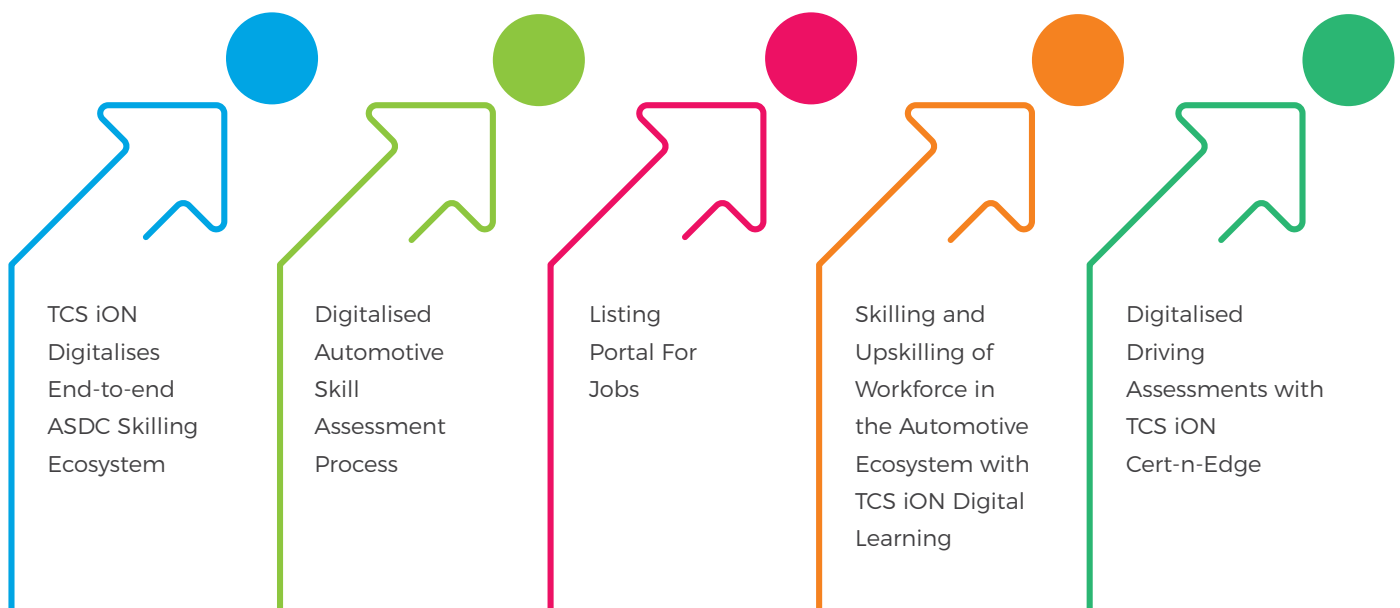 TCS iON
Digitalises
End-to-end
ASDC Skilling
Ecosystem
Digitalised
Automotive
Skill
Assessment
Process
Listing
Portal For
Jobs
Skilling and
Upskilling of
Workforce in
the Automotive
Ecosystem with
TCS iON Digital
Learning
Digitalised
Driving
Assessments with
TCS iON
Cert-n-Edge